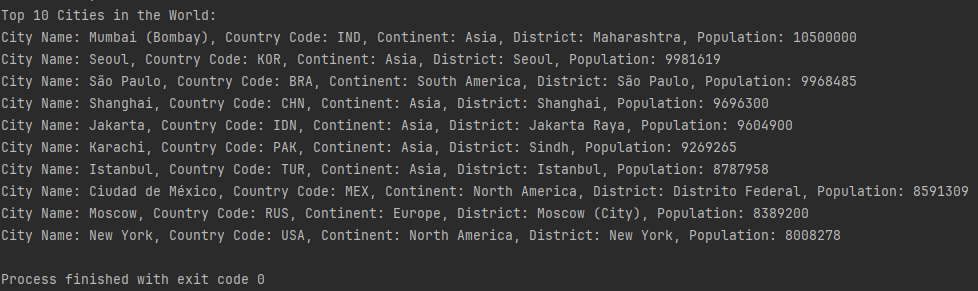 Top 10 Cities in the World:
City Name: Mumbai (Bombay), Country Code: IND, Continent: Asia, District: Maharashtra, Population: 10500000
City Name: Seoul, Country Code: KOR, Continent: Asia, District: Seoul, Population: 9981619
City Name: São Paulo, Country Code: BRA, Continent: South America, District: São Paulo, Population: 9968485
City Name: Shanghai, Country Code: CHN, Continent: Asia, District: Shanghai, Population: 9696300
City Name: Jakarta, Country Code: IDN, Continent: Asia, District: Jakarta Raya, Population: 9604900
City Name: Karachi, Country Code: PAK, Continent: Asia, District: Sindh, Population: 9269265
City Name: Istanbul, Country Code: TUR, Continent: Asia, District: Istanbul, Population: 8787958
City Name: Ciudad de México, Country Code: MEX, Continent: North America, District: Distrito Federal, Population: 8591309
City Name: Moscow, Country Code: RUS, Continent: Europe, District: Moscow (City), Population: 8389200
City Name: New York, Country Code: USA, Continent: North America, District: New York, Population: 8008278
Process finished with exit code 0